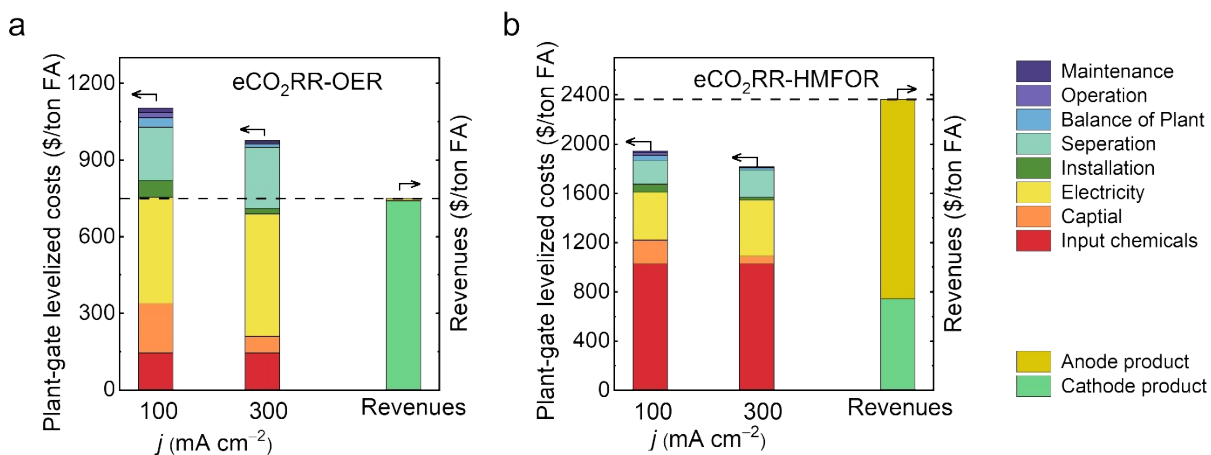 a
eCO₂RR-OER
Plant-gate levelized costs ($/ton FA)
1200
900
600
300
0
100
300
Revenues
j (mA cm⁻²)
Revenues ($/ton FA)
b
eCO₂RR-HMFOR
Plant-gate levelized costs ($/ton FA)
2400
2000
1600
1200
800
400
0
100
300
Revenues
j (mA cm⁻²)
Revenues ($/ton FA)
Maintenance
Operation
Balance of Plant
Seperation
Installation
Electricity
Captial
Input chemicals
Anode product
Cathode product